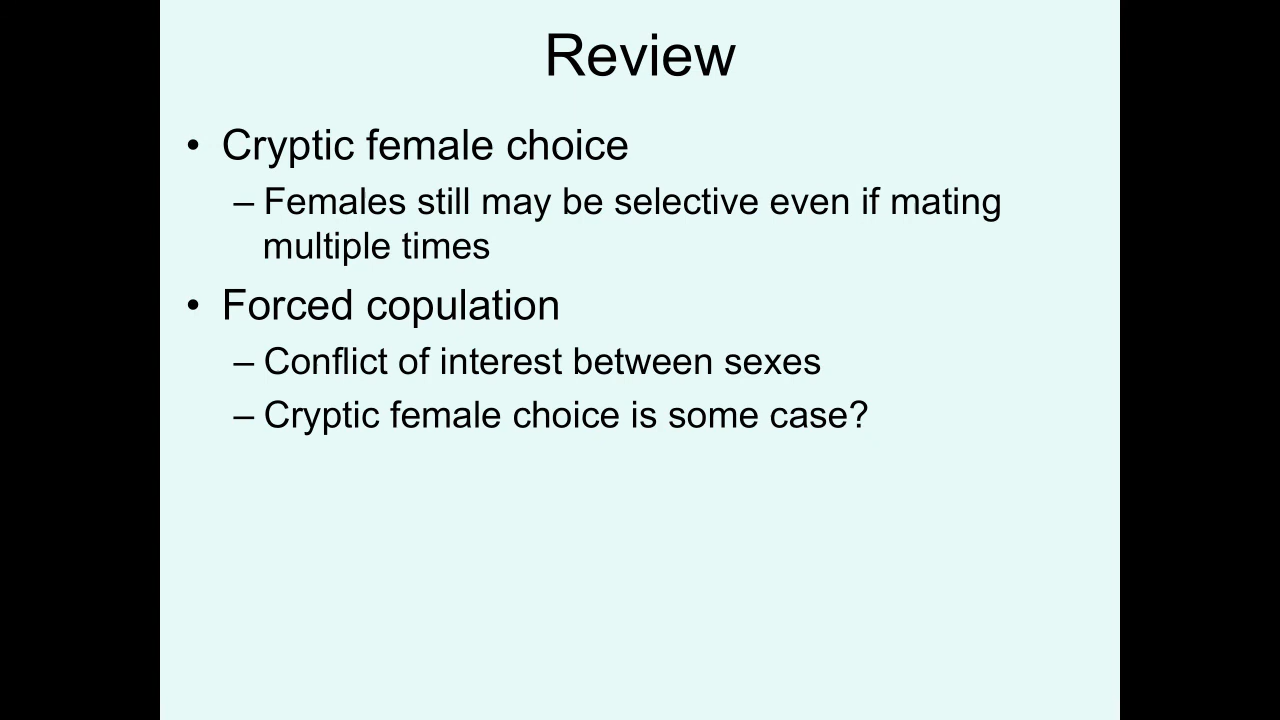 Review
• Cryptic female choice
– Females still may be selective even if mating
multiple times
• Forced copulation
– Conflict of interest between sexes
– Cryptic female choice is some case?